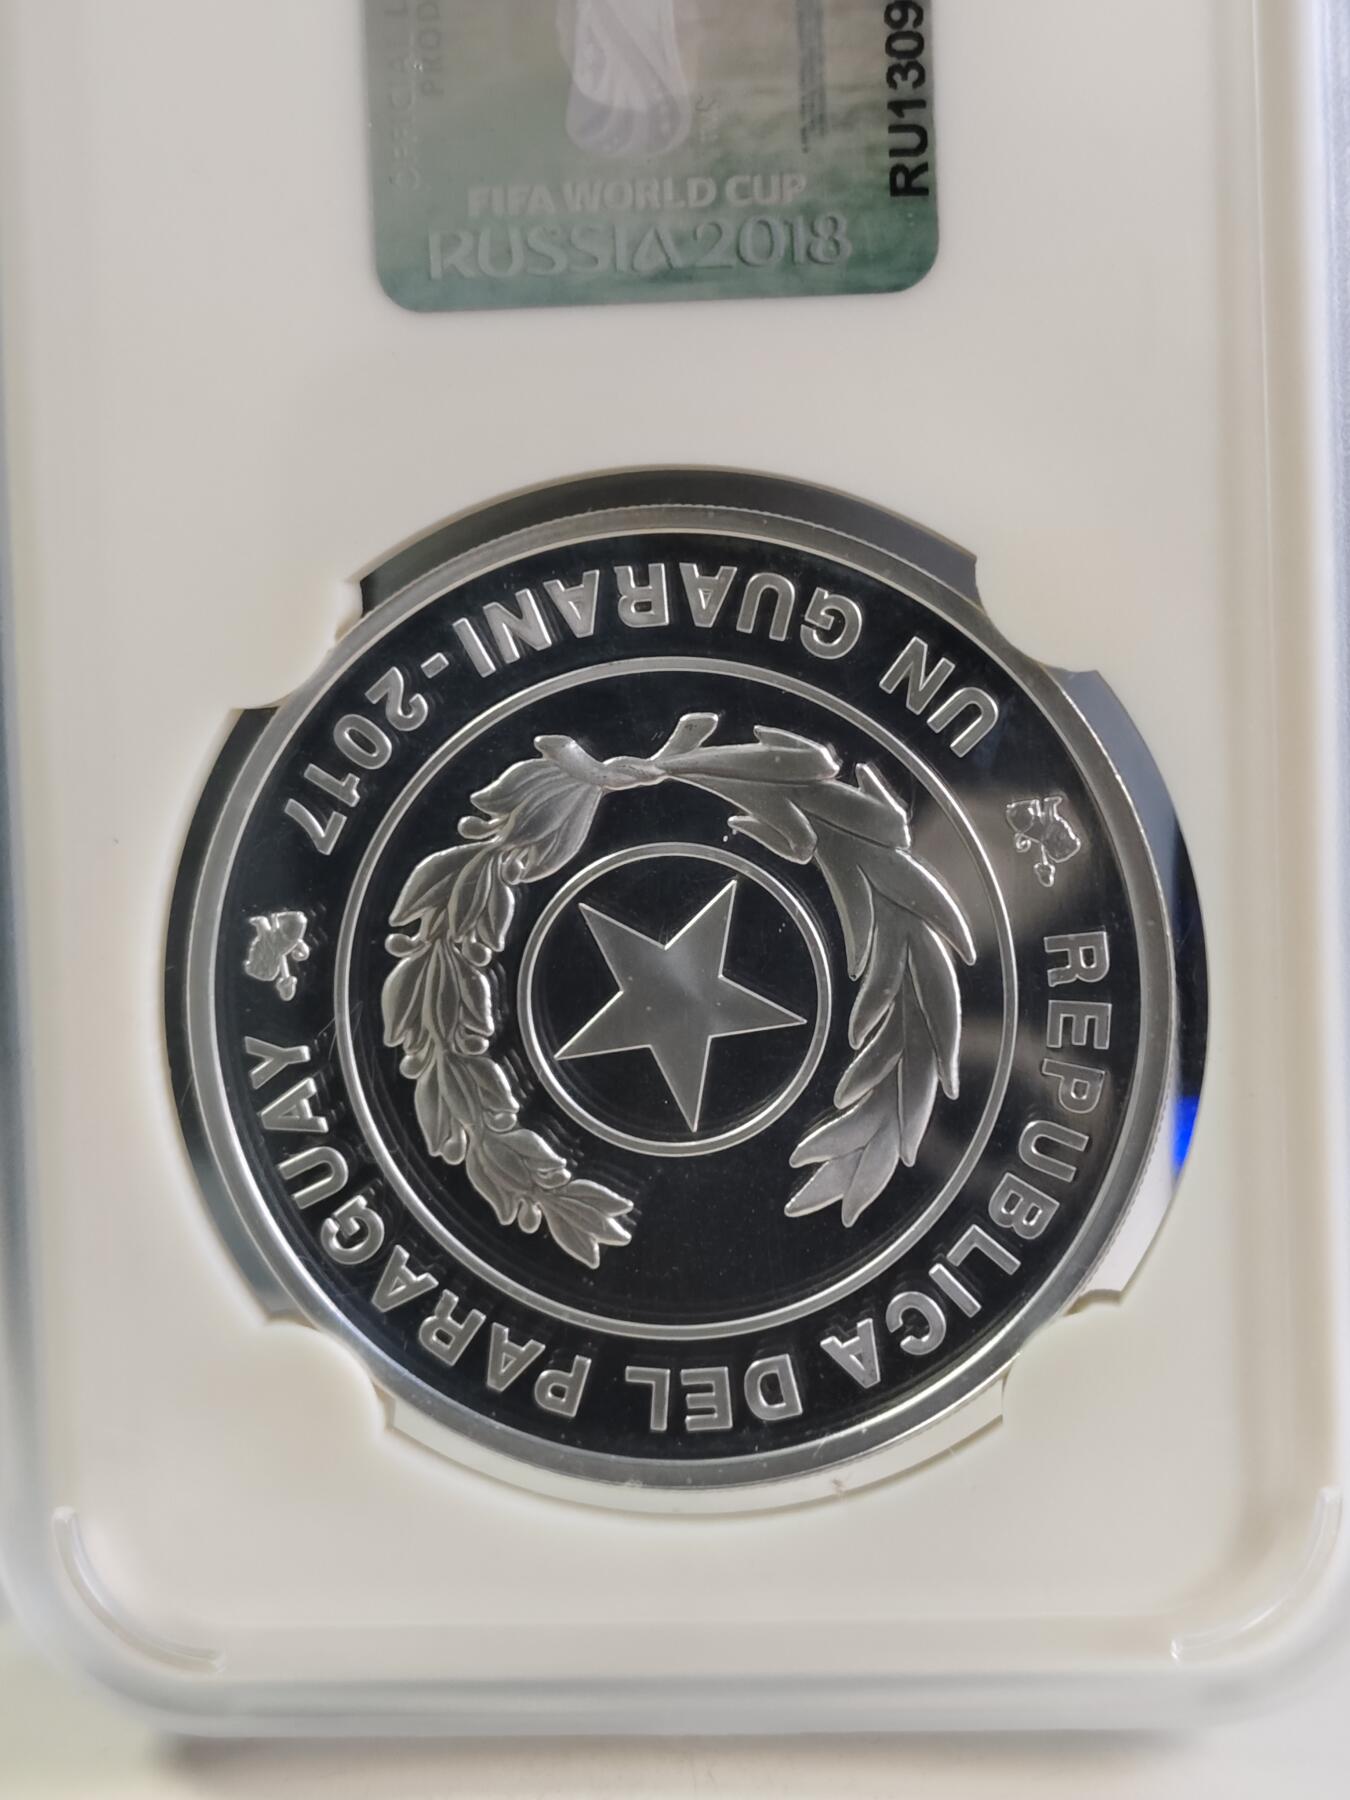 FIFA WORLD CUP
RUSSIA 2018
RU1309
REPUBLICA DEL PARAGUAY
UN GUARANI - 2017